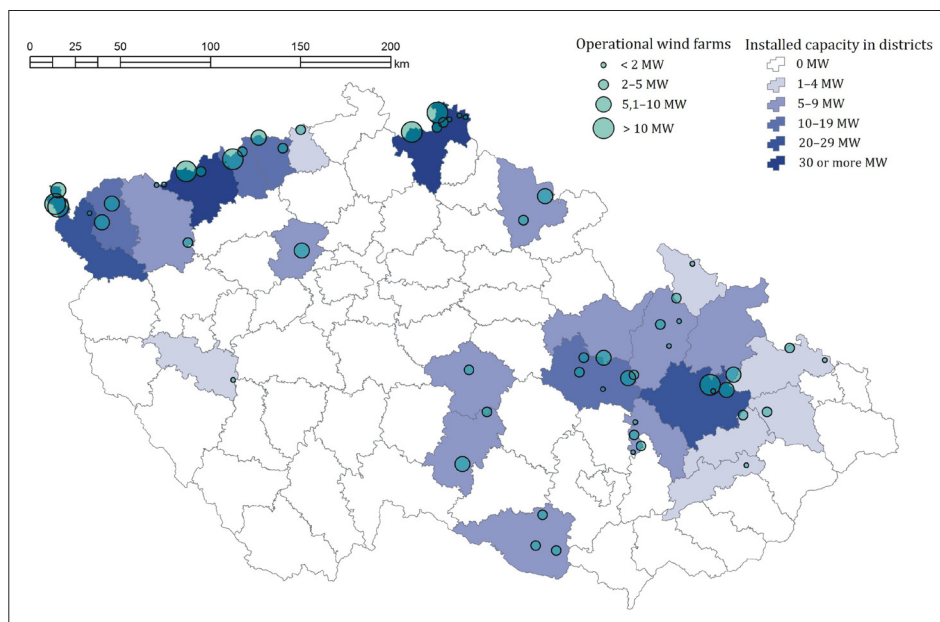 0 25 50 100 150 200
km
Operational wind farms
< 2 MW
2–5 MW
5,1–10 MW
> 10 MW
Installed capacity in districts
0 MW
1–4 MW
5–9 MW
10–19 MW
20–29 MW
30 or more MW